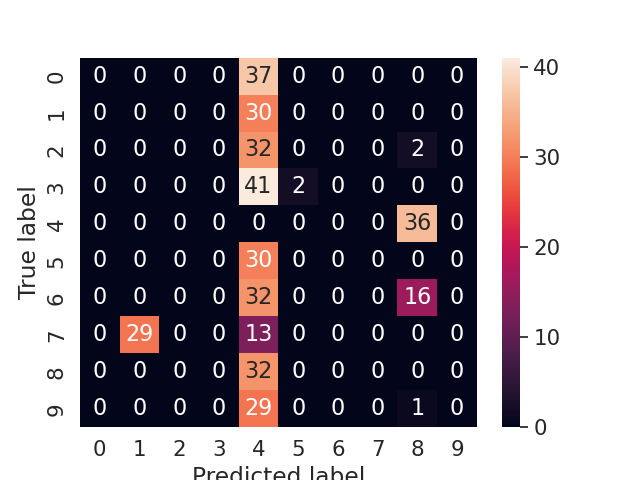 0 0 0 0 0 37 0 0 0 0 0 40
1 0 0 0 0 30 0 0 0 0 0
2 0 0 0 0 32 0 0 0 2 0 30
3 0 0 0 0 41 2 0 0 0 0
4 0 0 0 0 0 0 0 0 36 0 20
5 0 0 0 0 30 0 0 0 0 0
6 0 0 0 0 32 0 0 0 16 0 10
7 0 29 0 0 13 0 0 0 0 0
8 0 0 0 0 32 0 0 0 0 0
9 0 0 0 0 29 0 0 0 1 0 0
True label
0 1 2 3 4 5 6 7 8 9
Predicted label